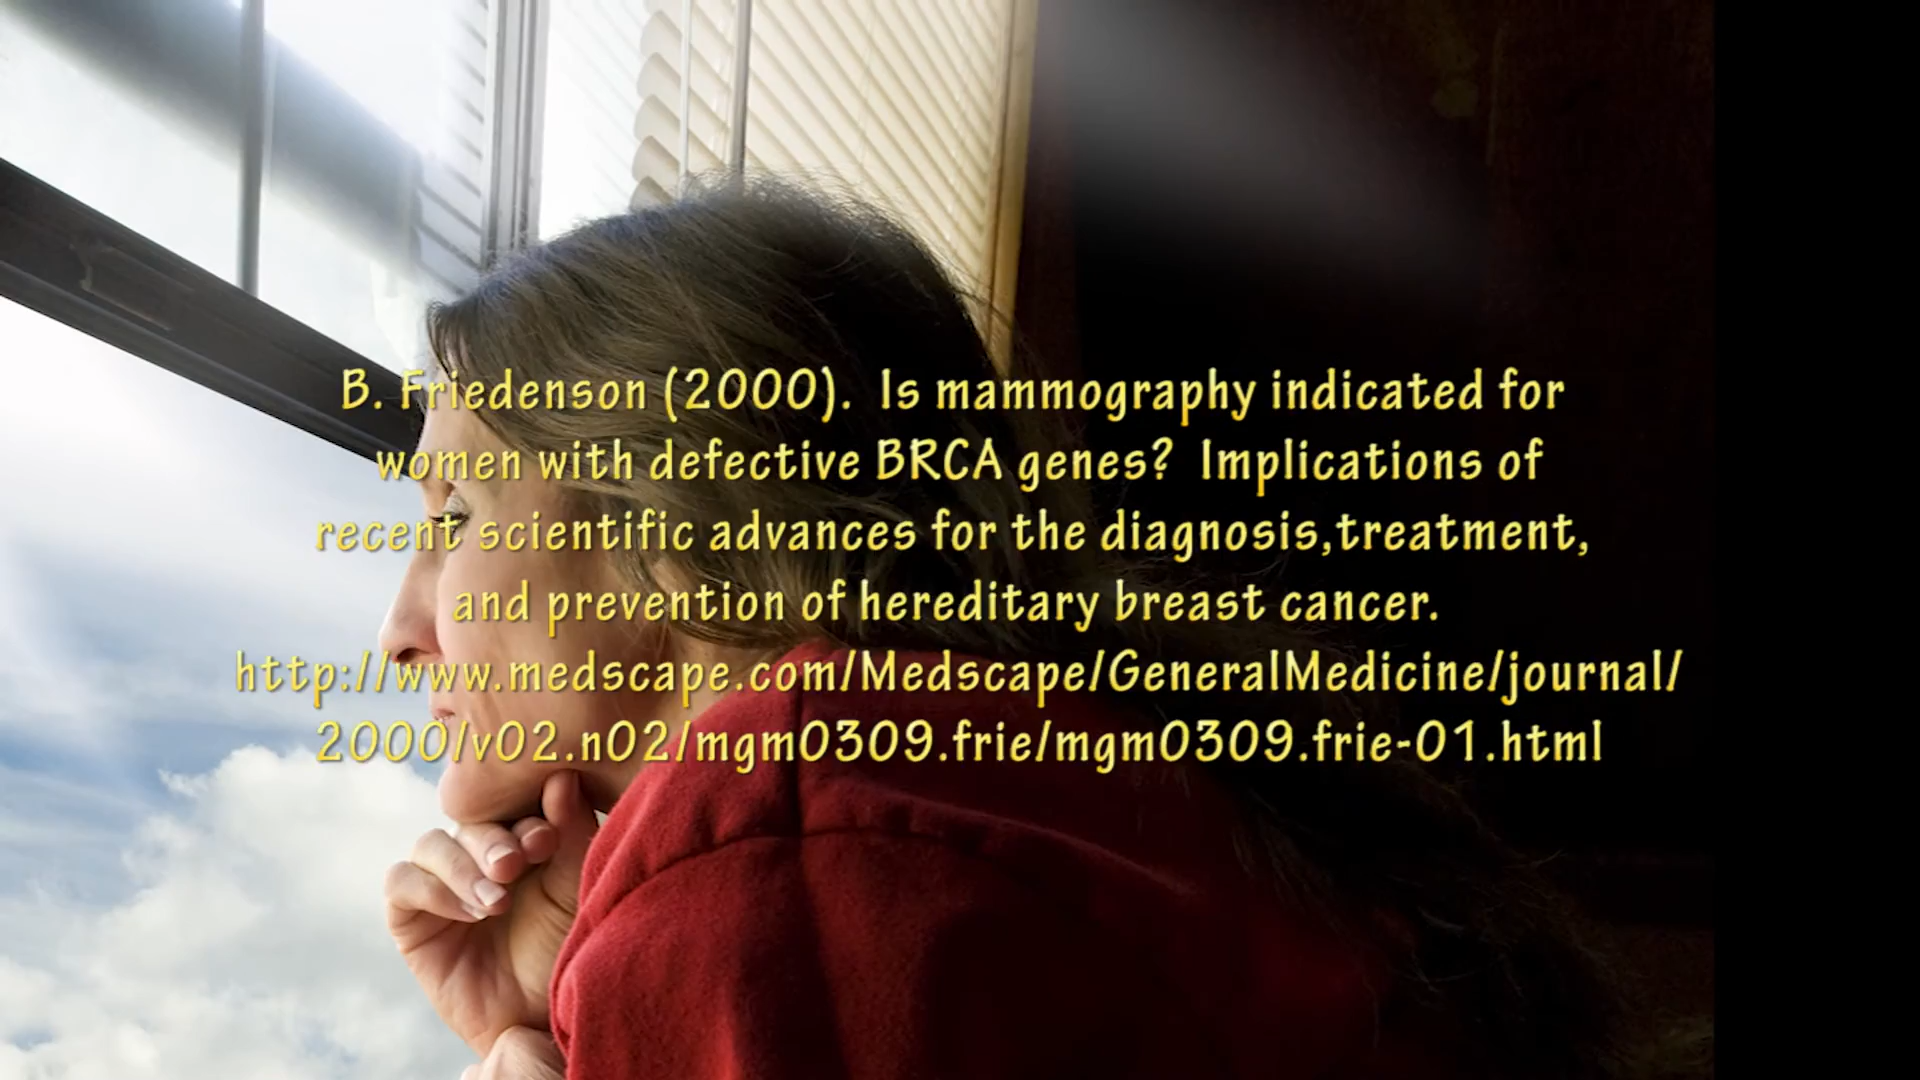 B. Friedenson (2000).  Is mammography indicated for
women with defective BRCA genes?  Implications of
recent scientific advances for the diagnosis,treatment,
and prevention of hereditary breast cancer.
http://www.medscape.com/Medscape/GeneralMedicine/journal/
2000/v02.n02/mgm0309.frie/mgm0309.frie-01.html